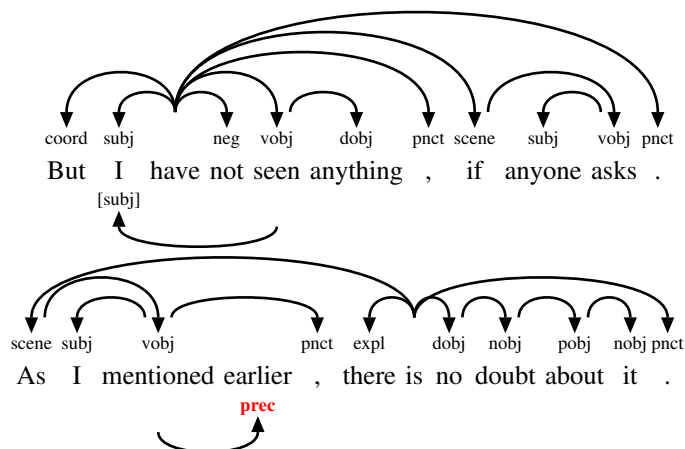 coord subj neg vobj dobj pnct scene subj vobj pnct
But I have not seen anything , if anyone asks .
[subj]
scene subj vobj pnct expl dobj nobj pobj nobj pnct
As I mentioned earlier , there is no doubt about it .
prec